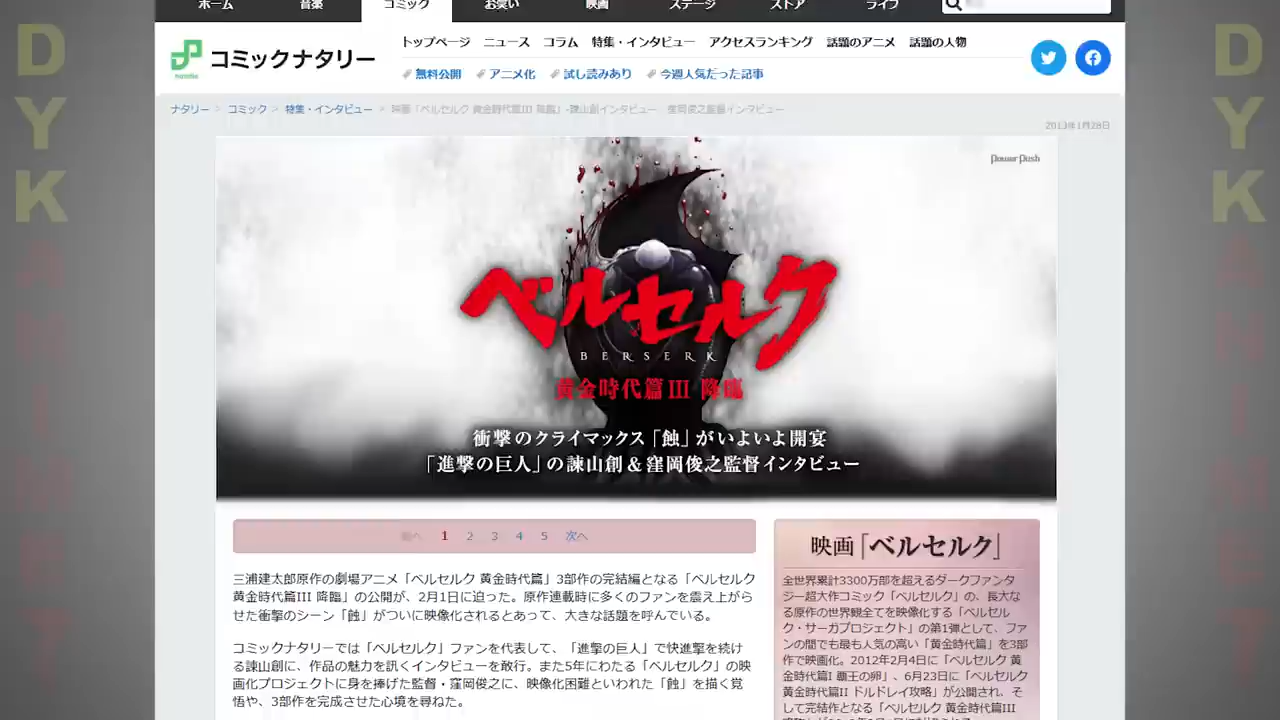 ホーム 音楽 コミック お笑い 映画 ステージ ストア ライブ
コミックナタリー
トップページ ニュース コラム 特集・インタビュー アクセスランキング 話題のアニメ 話題の人物
無料公開 アニメ化 試し読みあり 今週人気だった記事
ナタリー > コミック > 特集・インタビュー > 映画「ベルセルク 黄金時代篇III 降臨」-諫山創インタビュー 窪岡俊之監督インタビュー
2013年1月28日
Power Push
ベルセルク
BERSERK
黄金時代篇III 降臨
衝撃のクライマックス「蝕」がいよいよ開宴
「進撃の巨人」の諫山創&窪岡俊之監督インタビュー
前へ 1 2 3 4 5 次へ
三浦建太郎原作の劇場アニメ「ベルセルク 黄金時代篇」3部作の完結編となる「ベルセルク
黄金時代篇III 降臨」の公開が、2月1日に迫った。原作連載時に多くのファンを震え上がら
せた衝撃のシーン「蝕」がついに映像化されるとあって、大きな話題を呼んでいる。
コミックナタリーでは「ベルセルク」ファンを代表して、「進撃の巨人」で快進撃を続け
る諫山創に、作品の魅力を訊くインタビューを敢行。また5年にわたる「ベルセルク」の映
画化プロジェクトに身を捧げた監督・窪岡俊之に、映像化困難といわれた「蝕」を描く覚
悟や、3部作を完成させた心境を尋ねた。
映画「ベルセルク」
全世界累計3300万部を超えるダークファンタ
ジー超大作コミック「ベルセルク」の、長大な
る原作の世界観全てを映像化する「ベルセル
ク・サーガプロジェクト」の第1弾として、ファ
ンの間でも最も人気の高い「黄金時代篇」を3部
作で映画化。2012年2月4日に「ベルセルク 黄
金時代篇I 覇王の卵」、6月23日に「ベルセルク
黄金時代篇II ドルドレイ攻略」が公開され、そ
して完結作となる「ベルセルク 黄金時代篇III
DYK
ANINET
DYK
ANINET